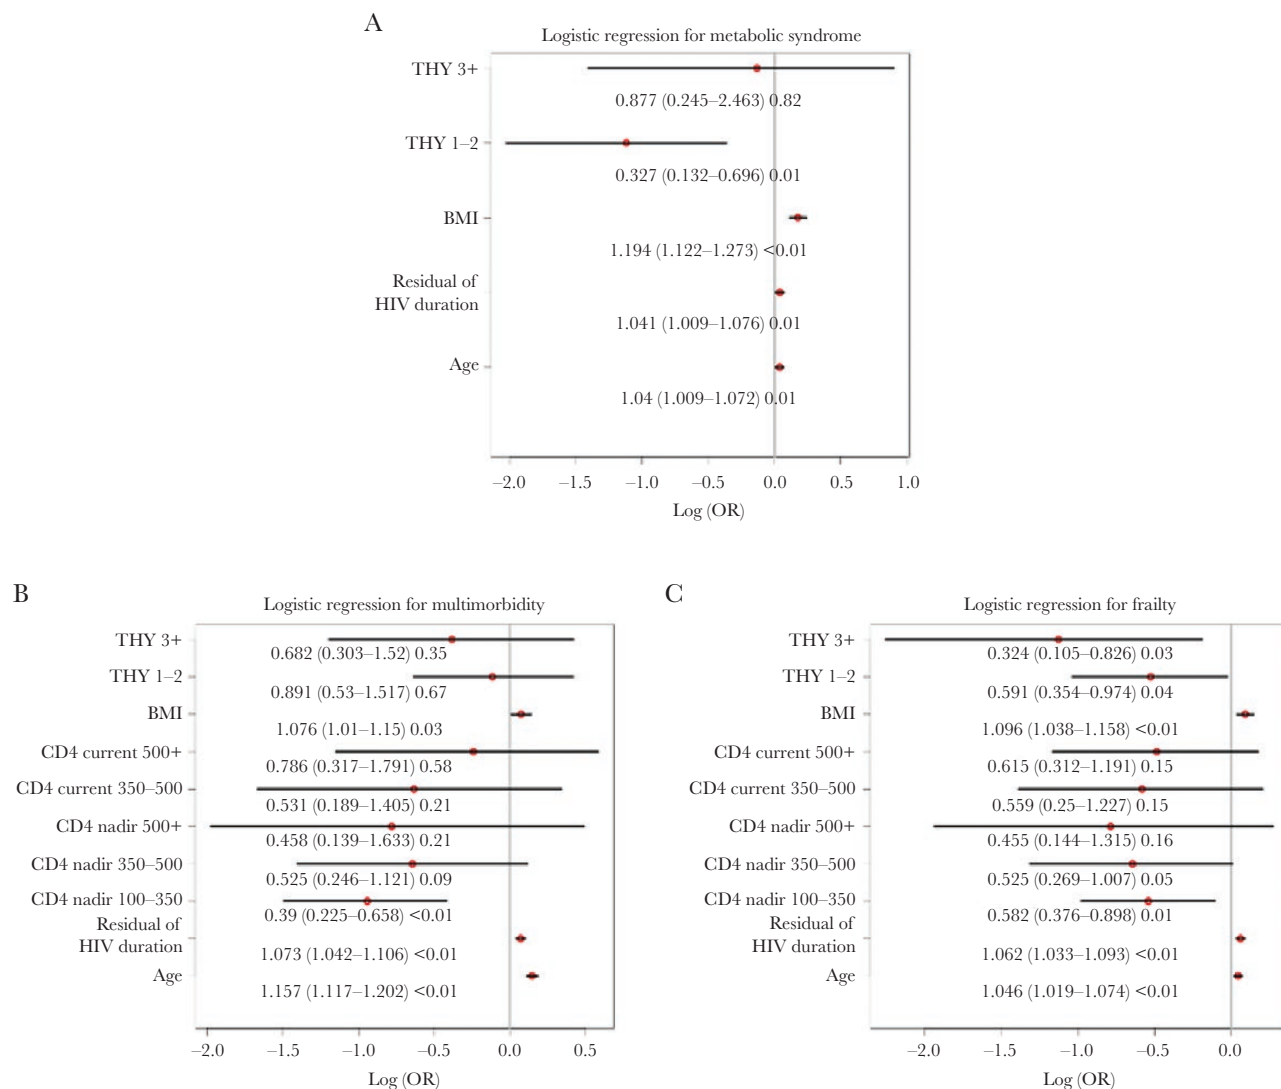 A
Logistic regression for metabolic syndrome
THY 3+
0.877 (0.245–2.463) 0.82
THY 1–2
0.327 (0.132–0.696) 0.01
BMI
1.194 (1.122–1.273) <0.01
Residual of
HIV duration
1.041 (1.009–1.076) 0.01
Age
1.04 (1.009–1.072) 0.01
–2.0 –1.5 –1.0 –0.5 0.0 0.5 1.0
Log (OR)
B
Logistic regression for multimorbidity
THY 3+
0.682 (0.303–1.52) 0.35
THY 1–2
0.891 (0.53–1.517) 0.67
BMI
1.076 (1.01–1.15) 0.03
CD4 current 500+
0.786 (0.317–1.791) 0.58
CD4 current 350–500
0.531 (0.189–1.405) 0.21
CD4 nadir 500+
0.458 (0.139–1.633) 0.21
CD4 nadir 350–500
0.525 (0.246–1.121) 0.09
CD4 nadir 100–350
0.39 (0.225–0.658) <0.01
Residual of
HIV duration
1.073 (1.042–1.106) <0.01
Age
1.157 (1.117–1.202) <0.01
–2.0 –1.5 –1.0 –0.5 0.0 0.5
Log (OR)
C
Logistic regression for frailty
THY 3+
0.324 (0.105–0.826) 0.03
THY 1–2
0.591 (0.354–0.974) 0.04
BMI
1.096 (1.038–1.158) <0.01
CD4 current 500+
0.615 (0.312–1.191) 0.15
CD4 current 350–500
0.559 (0.25–1.227) 0.15
CD4 nadir 500+
0.455 (0.144–1.315) 0.16
CD4 nadir 350–500
0.525 (0.269–1.007) 0.05
CD4 nadir 100–350
0.582 (0.376–0.898) 0.01
Residual of
HIV duration
1.062 (1.033–1.093) <0.01
Age
1.046 (1.019–1.074) <0.01
–2.0 –1.5 –1.0 –0.5 0.0
Log (OR)